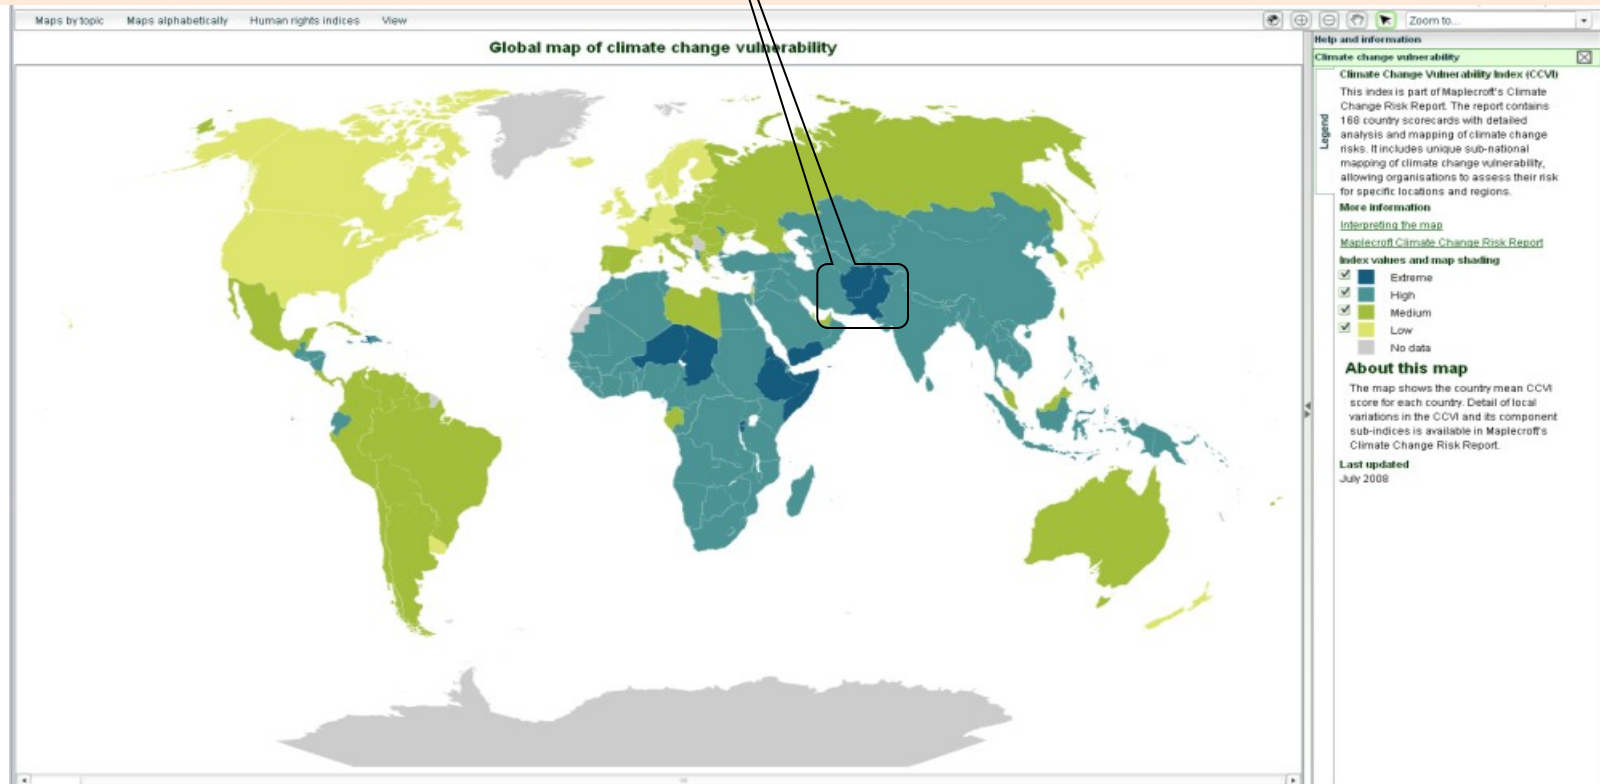 Maps by topic Maps alphabetically Human rights indices View
Zoom to...
Global map of climate change vulnerability
Help and information
Climate change vulnerability
Legend
Climate Change Vulnerability Index (CCVI)
This index is part of Maplecroft's Climate
Change Risk Report. The report contains
168 country scorecards with detailed
analysis and mapping of climate change
risks. It includes unique sub-national
mapping of climate change vulnerability,
allowing organisations to assess their risk
for specific locations and regions.
More information
Interpreting the map
Maplecroft Climate Change Risk Report
Index values and map shading
Extreme
High
Medium
Low
No data
About this map
The map shows the country mean CCVI
score for each country. Detail of local
variations in the CCVI and its component
sub-indices is available in Maplecroft's
Climate Change Risk Report.
Last updated
July 2008